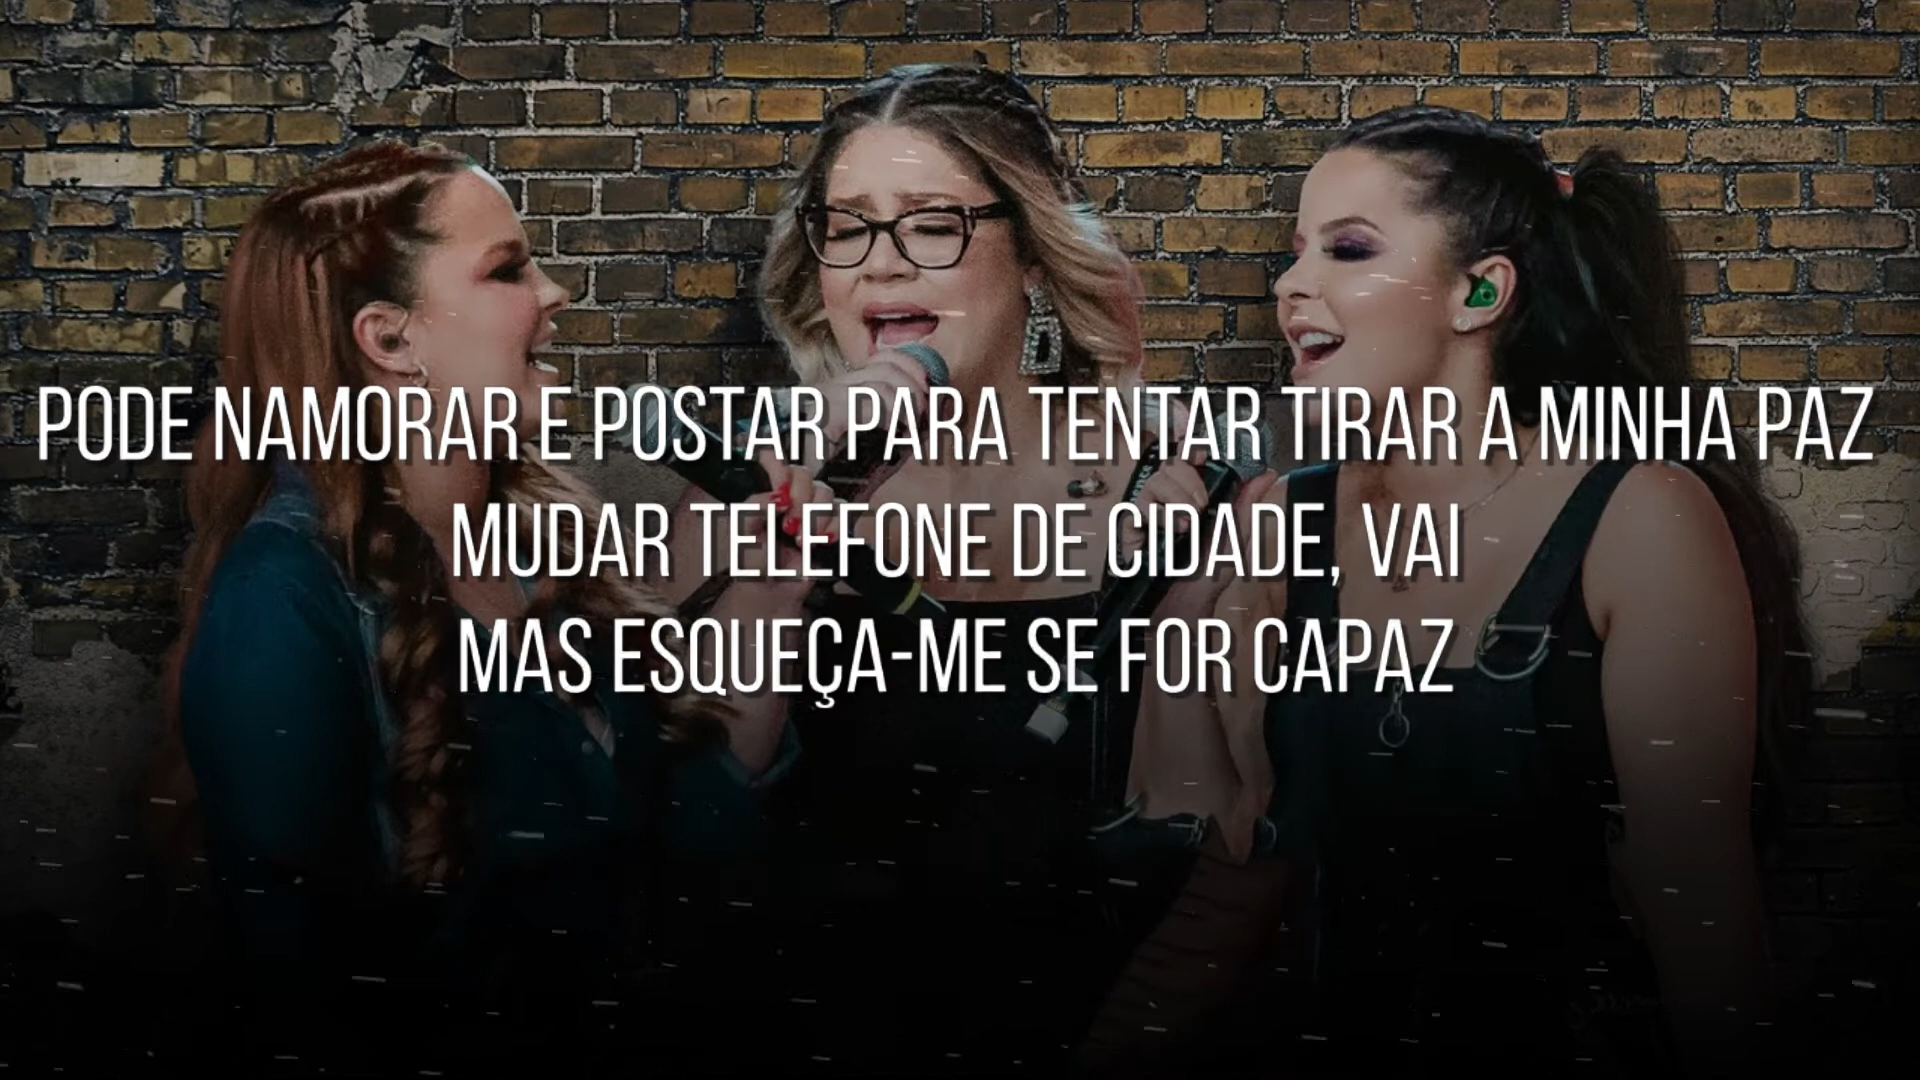 PODE NAMORAR E POSTAR PARA TENTAR TIRAR A MINHA PAZ
MUDAR TELEFONE DE CIDADE, VAI
MAS ESQUEÇA-ME SE FOR CAPAZ